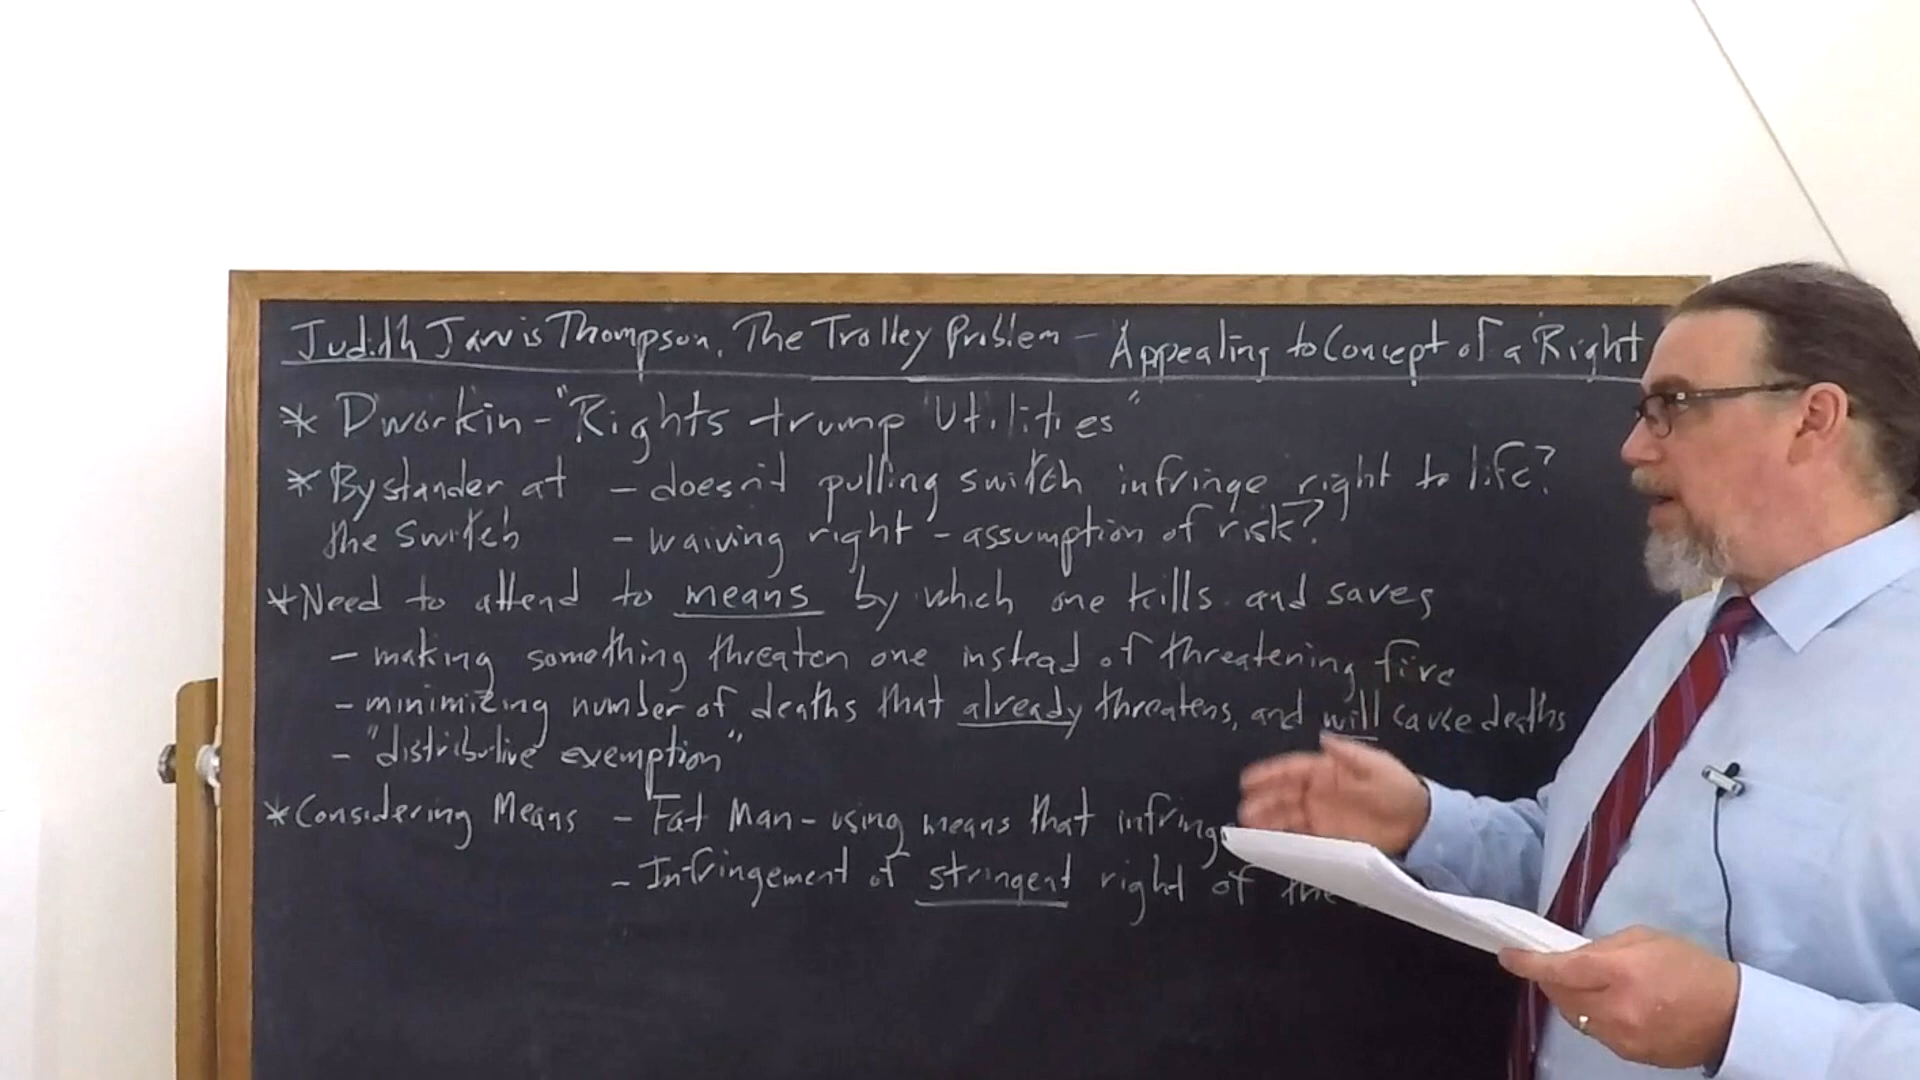 Judith Jarvis Thompson, The Trolley Problem - Appealing to Concept of a Right
* Dworkin - "Rights trump utilities"
* Bystander at - doesn't pulling switch infringe right to life?
the switch - waiving right - assumption of risk?
* Need to attend to means by which one kills and saves
- making something threaten one instead of threatening five
- minimizing number of deaths that already threatens, and will cause deaths
- "distributive exemption"
* Considering Means - Fat Man - using means that infring
- Infringement of stringent right of the